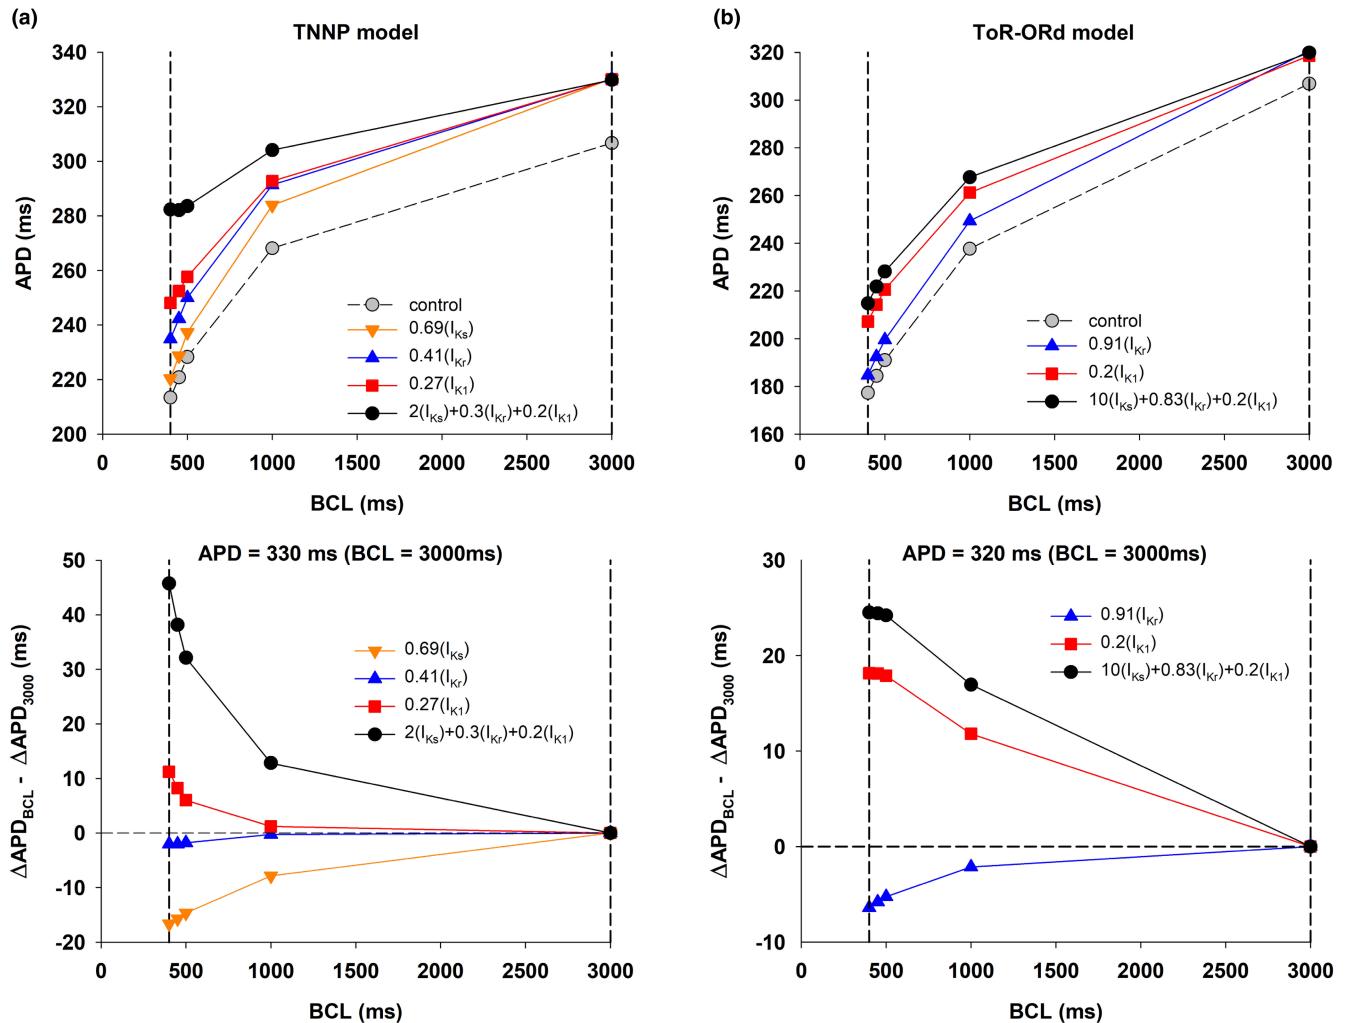 (a)
TNNP model
340
320
300
280
260
240
220
200
APD (ms)
control
0.69(IKs)
0.41(IKr)
0.27(IK1)
2(IKs)+0.3(IKr)+0.2(IK1)
0 500 1000 1500 2000 2500 3000
BCL (ms)
(b)
ToR-ORd model
320
300
280
260
240
220
200
180
160
APD (ms)
control
0.91(IKr)
0.2(IK1)
10(IKs)+0.83(IKr)+0.2(IK1)
0 500 1000 1500 2000 2500 3000
BCL (ms)
APD = 330 ms (BCL = 3000ms)
50
40
30
20
10
0
-10
-20
ΔAPDBCL - ΔAPD3000 (ms)
0.69(IKs)
0.41(IKr)
0.27(IK1)
2(IKs)+0.3(IKr)+0.2(IK1)
0 500 1000 1500 2000 2500 3000
BCL (ms)
APD = 320 ms (BCL = 3000ms)
30
20
10
0
-10
ΔAPDBCL - ΔAPD3000 (ms)
0.91(IKr)
0.2(IK1)
10(IKs)+0.83(IKr)+0.2(IK1)
0 500 1000 1500 2000 2500 3000
BCL (ms)